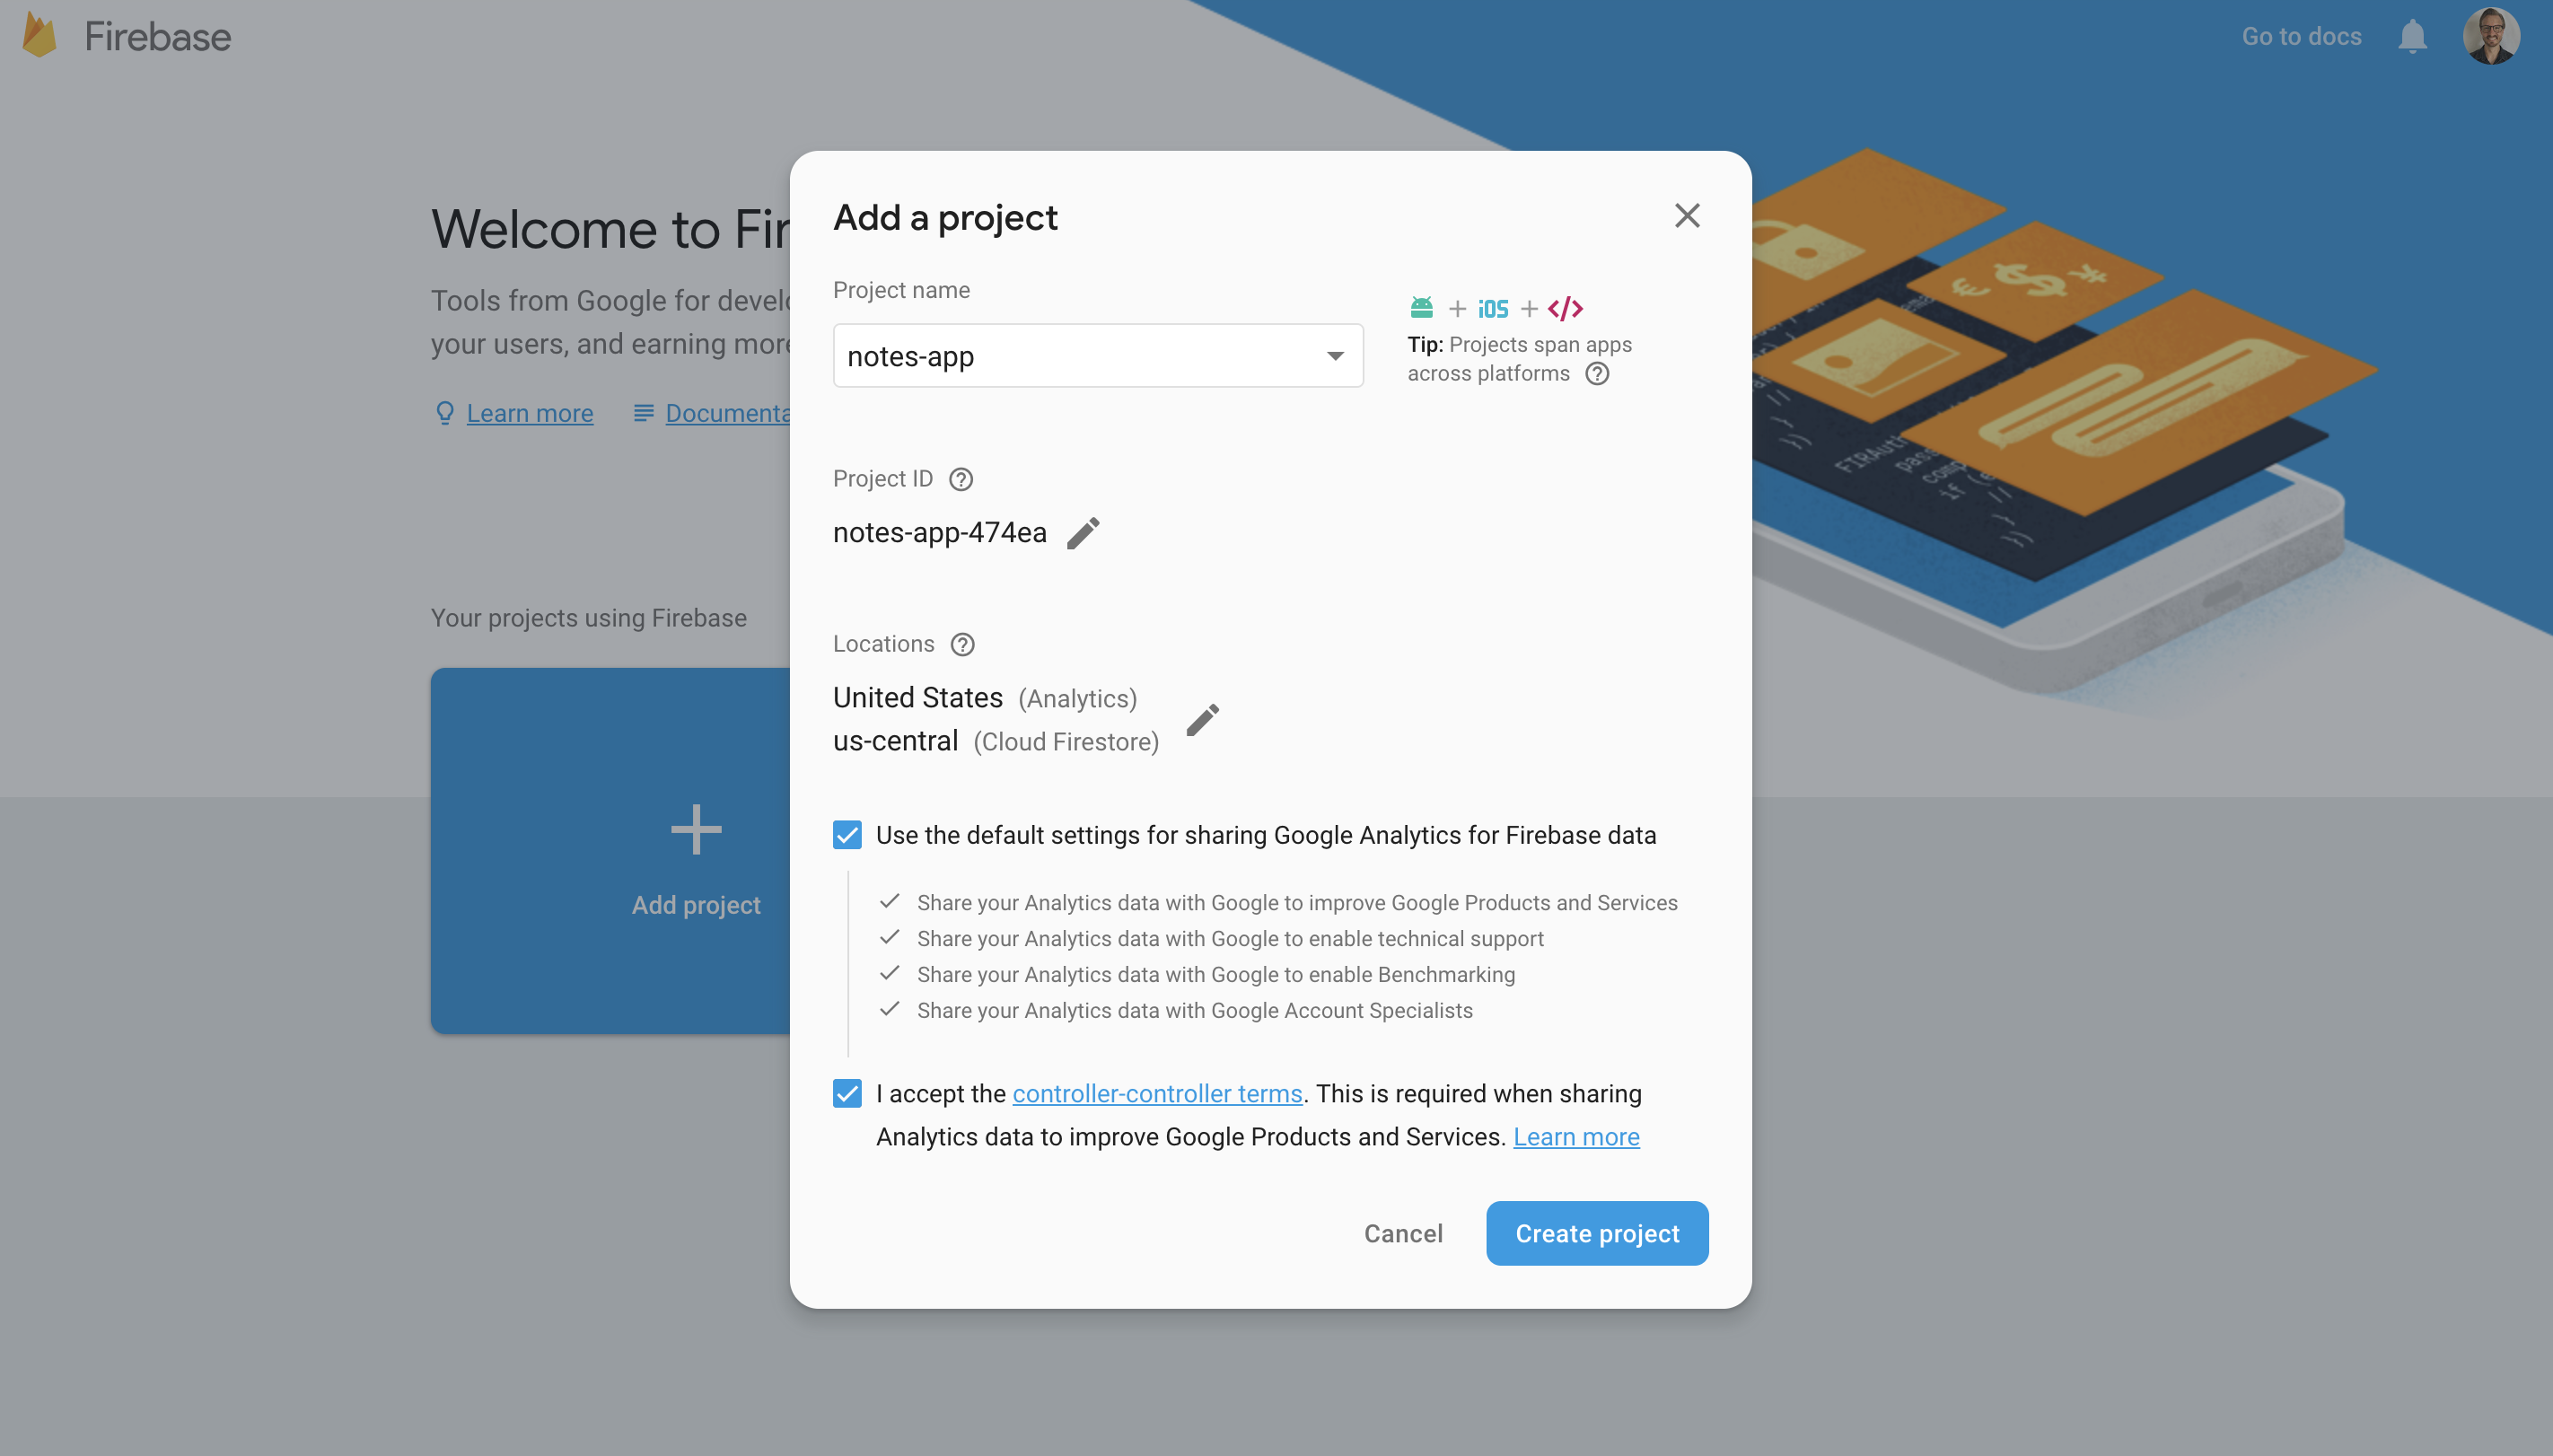 Firebase
Go to docs
Welcome to Fir
Tools from Google for develo
your users, and earning more
Learn more
Documenta
Your projects using Firebase
Add project
Add a project
Project name
notes-app
+ iOS + </>
Tip: Projects span apps
across platforms
Project ID
notes-app-474ea
Locations
United States (Analytics)
us-central (Cloud Firestore)
Use the default settings for sharing Google Analytics for Firebase data
Share your Analytics data with Google to improve Google Products and Services
Share your Analytics data with Google to enable technical support
Share your Analytics data with Google to enable Benchmarking
Share your Analytics data with Google Account Specialists
I accept the controller-controller terms. This is required when sharing
Analytics data to improve Google Products and Services. Learn more
Cancel
Create project
€ $ ¥
FIRAuth
pass
comp
if (e